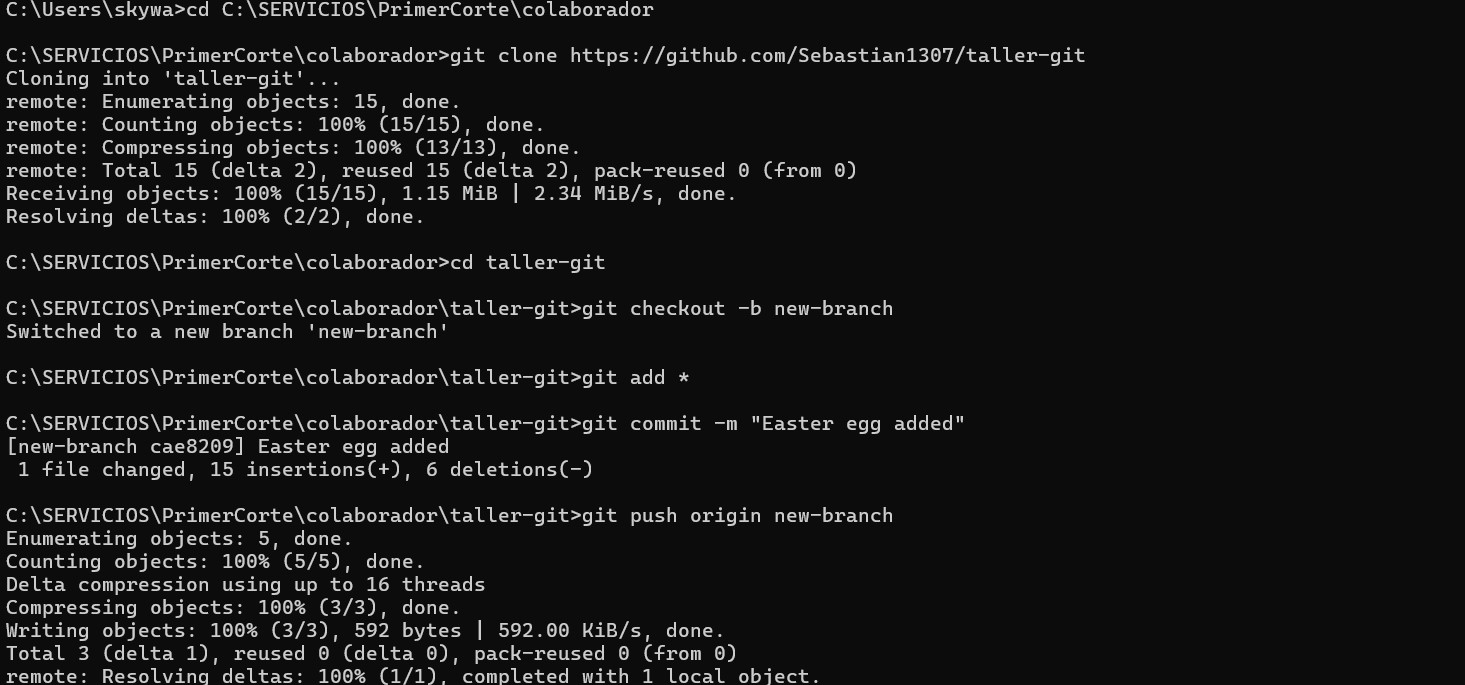 C:\Users\skywa>cd C:\SERVICIOS\PrimerCorte\colaborador
C:\SERVICIOS\PrimerCorte\colaborador>git clone https://github.com/Sebastian1307/taller-git
Cloning into 'taller-git'...
remote: Enumerating objects: 15, done.
remote: Counting objects: 100% (15/15), done.
remote: Compressing objects: 100% (13/13), done.
remote: Total 15 (delta 2), reused 15 (delta 2), pack-reused 0 (from 0)
Receiving objects: 100% (15/15), 1.15 MiB | 2.34 MiB/s, done.
Resolving deltas: 100% (2/2), done.
C:\SERVICIOS\PrimerCorte\colaborador>cd taller-git
C:\SERVICIOS\PrimerCorte\colaborador\taller-git>git checkout -b new-branch
Switched to a new branch 'new-branch'
C:\SERVICIOS\PrimerCorte\colaborador\taller-git>git add *
C:\SERVICIOS\PrimerCorte\colaborador\taller-git>git commit -m "Easter egg added"
[new-branch cae8209] Easter egg added
 1 file changed, 15 insertions(+), 6 deletions(-)
C:\SERVICIOS\PrimerCorte\colaborador\taller-git>git push origin new-branch
Enumerating objects: 5, done.
Counting objects: 100% (5/5), done.
Delta compression using up to 16 threads
Compressing objects: 100% (3/3), done.
Writing objects: 100% (3/3), 592 bytes | 592.00 KiB/s, done.
Total 3 (delta 1), reused 0 (delta 0), pack-reused 0 (from 0)
remote: Resolving deltas: 100% (1/1), completed with 1 local object.